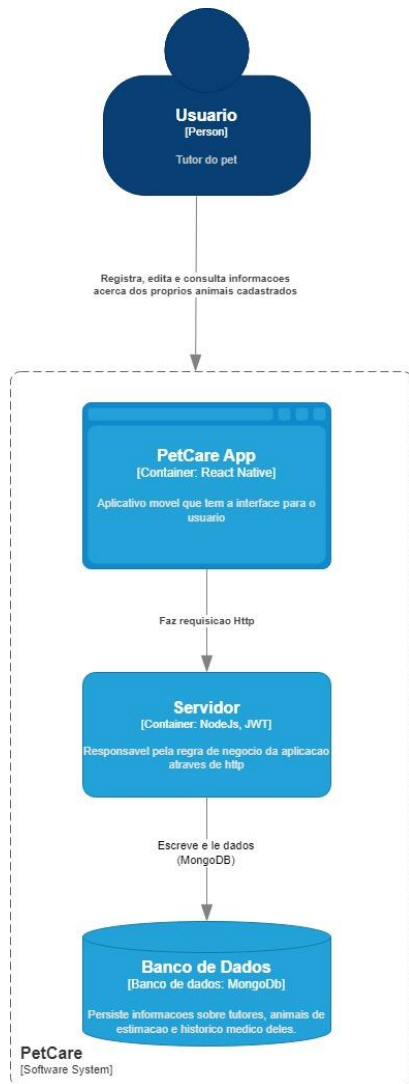 Usuario
[Person]
Tutor do pet
Registra, edita e consulta informacoes
acerca dos proprios animais cadastrados
PetCare App
[Container: React Native]
Aplicativo movel que tem a interface para o
usuario
Faz requisicao Http
Servidor
[Container: NodeJs, JWT]
Responsavel pela regra de negocio da aplicacao
atraves de http
Escreve e le dados
(MongoDB)
Banco de Dados
[Banco de dados: MongoDb]
Persiste informacoes sobre tutores, animais de
estimacao e historico medico deles.
PetCare
[Software System]